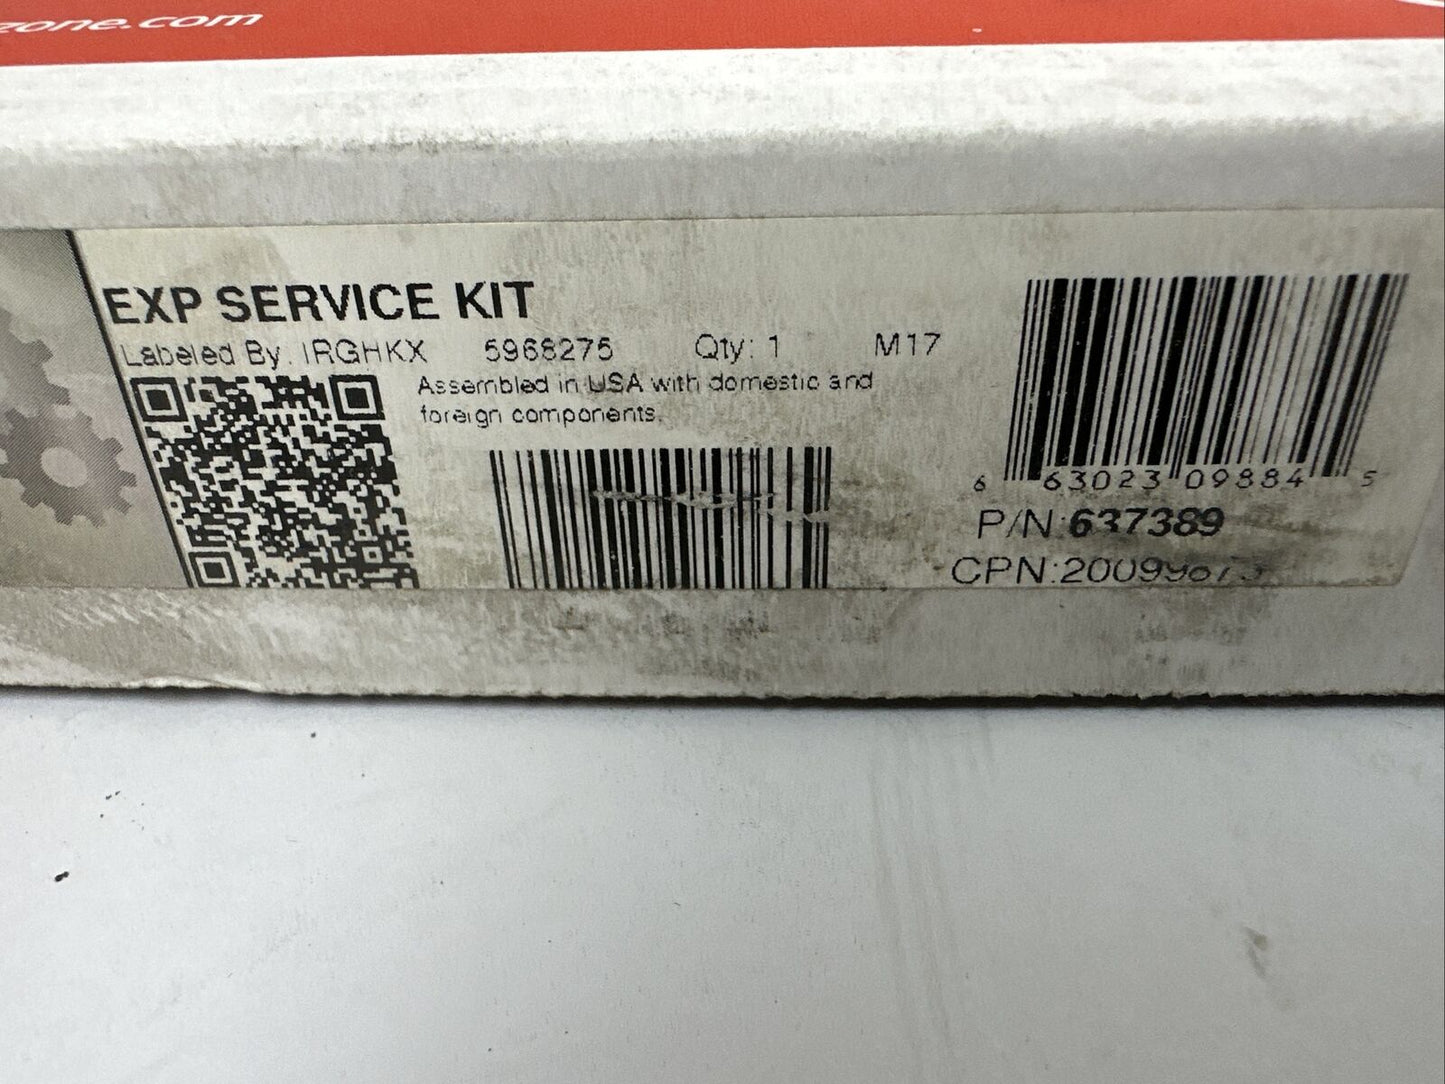 zone.com
EXP SERVICE KIT
Labeled By: IRGHKX 5968275 Qty: 1 M17
Assembled in USA with domestic and
foreign components.
6 63023 09884 5
P/N:637389